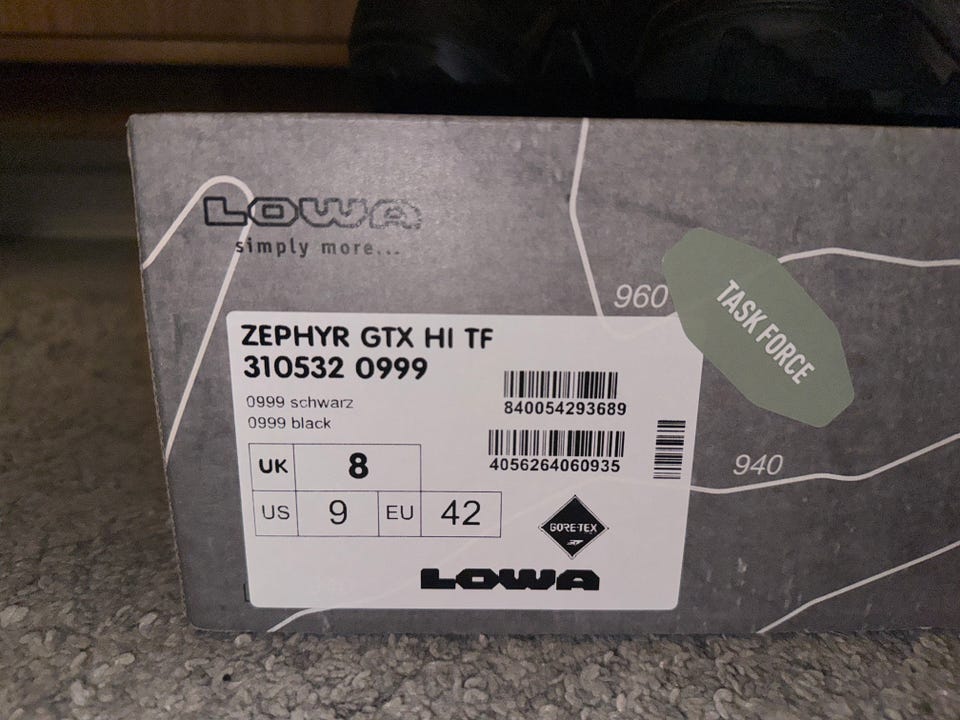 LOWA
simply more...
960
TASK FORCE
ZEPHYR GTX HI TF
310532 0999
0999 schwarz
0999 black
840054293689
4056264060935
UK 8
US 9 EU 42
940
GORE-TEX
LOWA